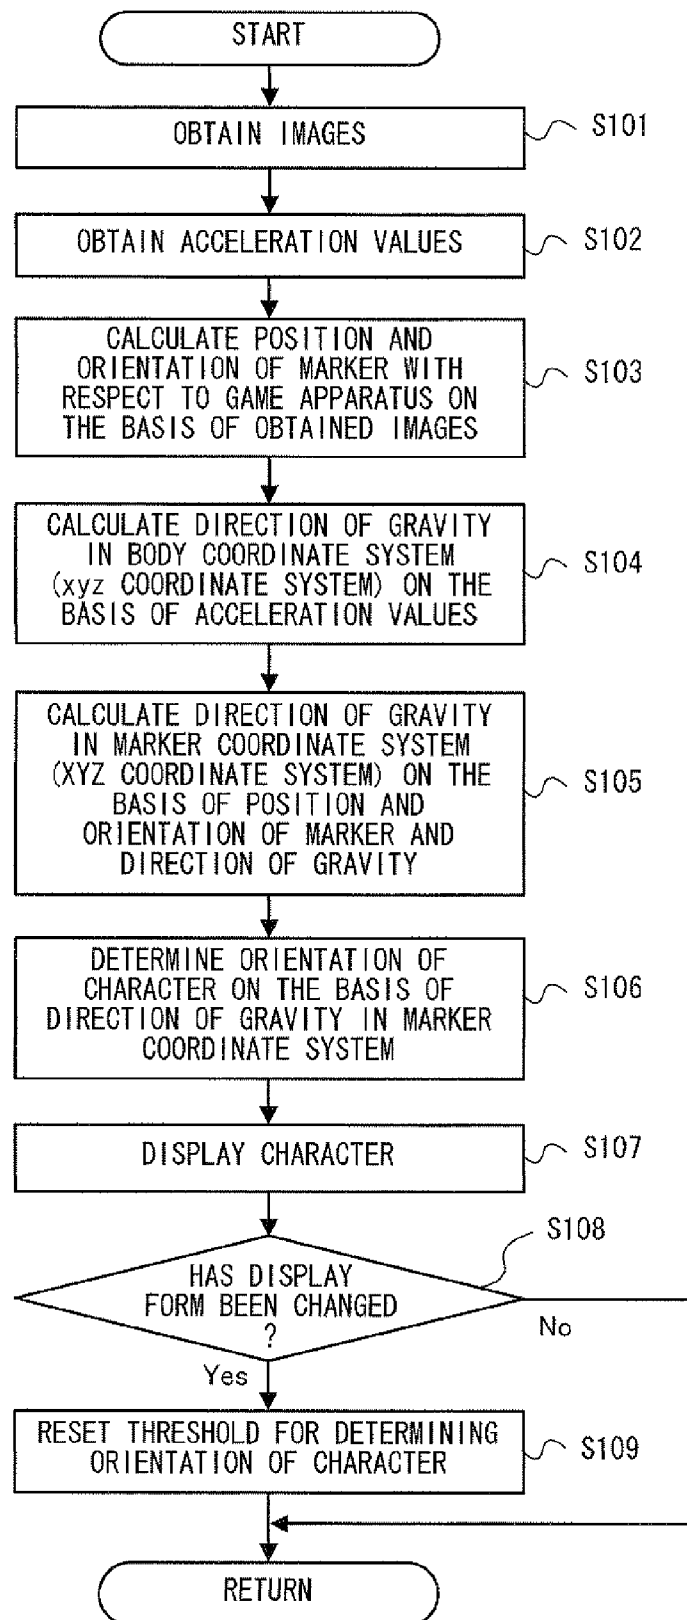 START
OBTAIN IMAGES
S101
OBTAIN ACCELERATION VALUES
S102
CALCULATE POSITION AND
ORIENTATION OF MARKER WITH
RESPECT TO GAME APPARATUS ON
THE BASIS OF OBTAINED IMAGES
S103
CALCULATE DIRECTION OF GRAVITY
IN BODY COORDINATE SYSTEM
(xyz COORDINATE SYSTEM) ON THE
BASIS OF ACCELERATION VALUES
S104
CALCULATE DIRECTION OF GRAVITY
IN MARKER COORDINATE SYSTEM
(XYZ COORDINATE SYSTEM) ON THE
BASIS OF POSITION AND
ORIENTATION OF MARKER AND
DIRECTION OF GRAVITY
S105
DETERMINE ORIENTATION OF
CHARACTER ON THE BASIS OF
DIRECTION OF GRAVITY IN MARKER
COORDINATE SYSTEM
S106
DISPLAY CHARACTER
S107
S108
HAS DISPLAY
FORM BEEN CHANGED
?
No
Yes
RESET THRESHOLD FOR DETERMINING
ORIENTATION OF CHARACTER
S109
RETURN